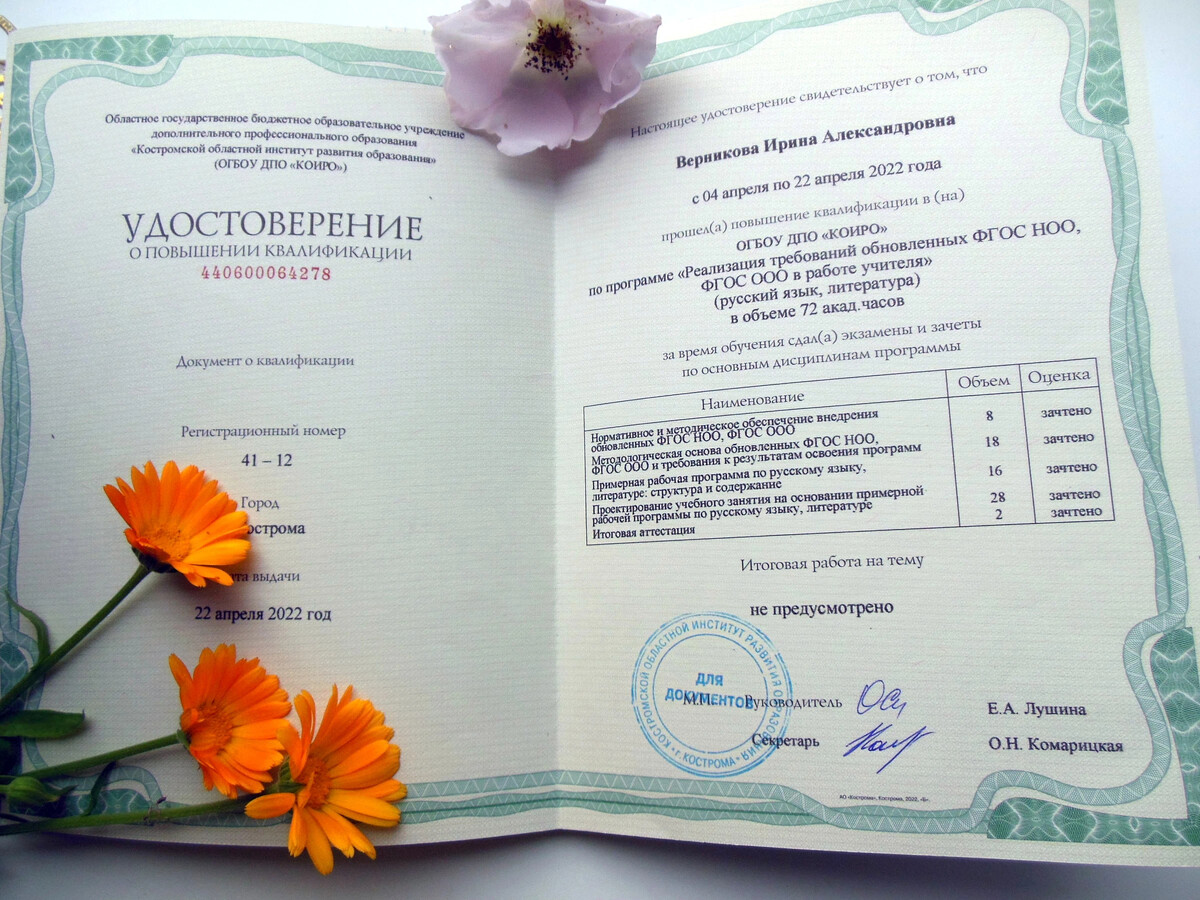 Областное государственное бюджетное образовательное учреждение
дополнительного профессионального образования
«Костромской областной институт развития образования»
(ОГБОУ ДПО «КОИРО»)
УДОСТОВЕРЕНИЕ
О ПОВЫШЕНИИ КВАЛИФИКАЦИИ
440600064278
Документ о квалификации
Регистрационный номер
41 – 12
Город
острома
та выдачи
22 апреля 2022 год
Настоящее удостоверение свидетельствует о том, что
Верникова Ирина Александровна
с 04 апреля по 22 апреля 2022 года
прошел(а) повышение квалификации в (на)
ОГБОУ ДПО «КОИРО»
по программе «Реализация требований обновленных ФГОС НОО,
ФГОС ООО в работе учителя»
(русский язык, литература)
в объеме 72 акад.часов
за время обучения сдал(а) экзамены и зачеты
по основным дисциплинам программы
Наименование Объем Оценка
Нормативное и методическое обеспечение внедрения
обновленных ФГОС НОО, ФГОС ООО 8 зачтено
Методологическая основа обновленных ФГОС НОО,
ФГОС ООО и требования к результатам освоения программ 18 зачтено
Примерная рабочая программа по русскому языку,
литературе: структура и содержание 16 зачтено
Проектирование учебного занятия на основании примерной
рабочей программы по русскому языку, литературе 28 зачтено
Итоговая аттестация 2 зачтено
Итоговая работа на тему
не предусмотрено
КОСТРОМСКОЙ ОБЛАСТНОЙ ИНСТИТУТ РАЗВИТИЯ ОБРАЗОВАНИЯ
• г. КОСТРОМА •
ДЛЯ
ДОКУМЕНТОВ
М.П. Руководитель Е.А. Лушина
Секретарь О.Н. Комарицкая
АО «Кострома», Кострома, 2022, «Б».